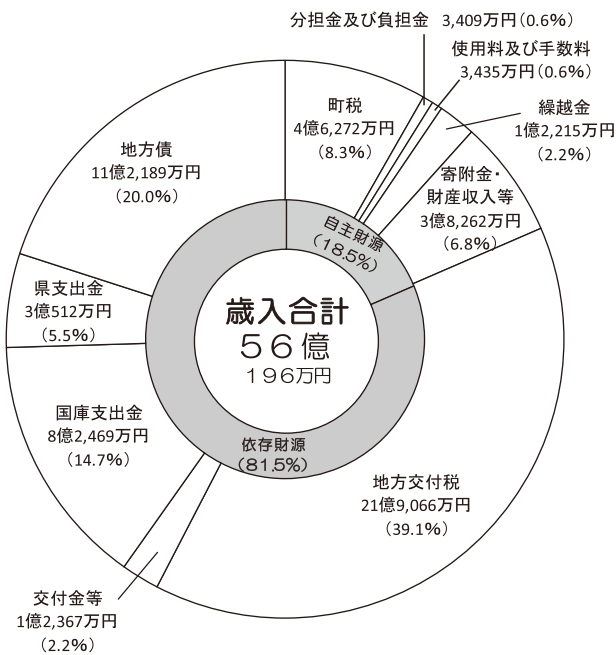 分担金及び負担金 3,409万円(0.6%)
使用料及び手数料
3,435万円(0.6%)
繰越金
1億2,215万円
(2.2%)
町税
4億6,272万円
(8.3%)
寄附金・
財産収入等
3億8,262万円
(6.8%)
地方債
11億2,189万円
(20.0%)
自主財源
(18.5%)
県支出金
3億512万円
(5.5%)
歳入合計
56億
196万円
国庫支出金
8億2,469万円
(14.7%)
依存財源
(81.5%)
地方交付税
21億9,066万円
(39.1%)
交付金等
1億2,367万円
(2.2%)